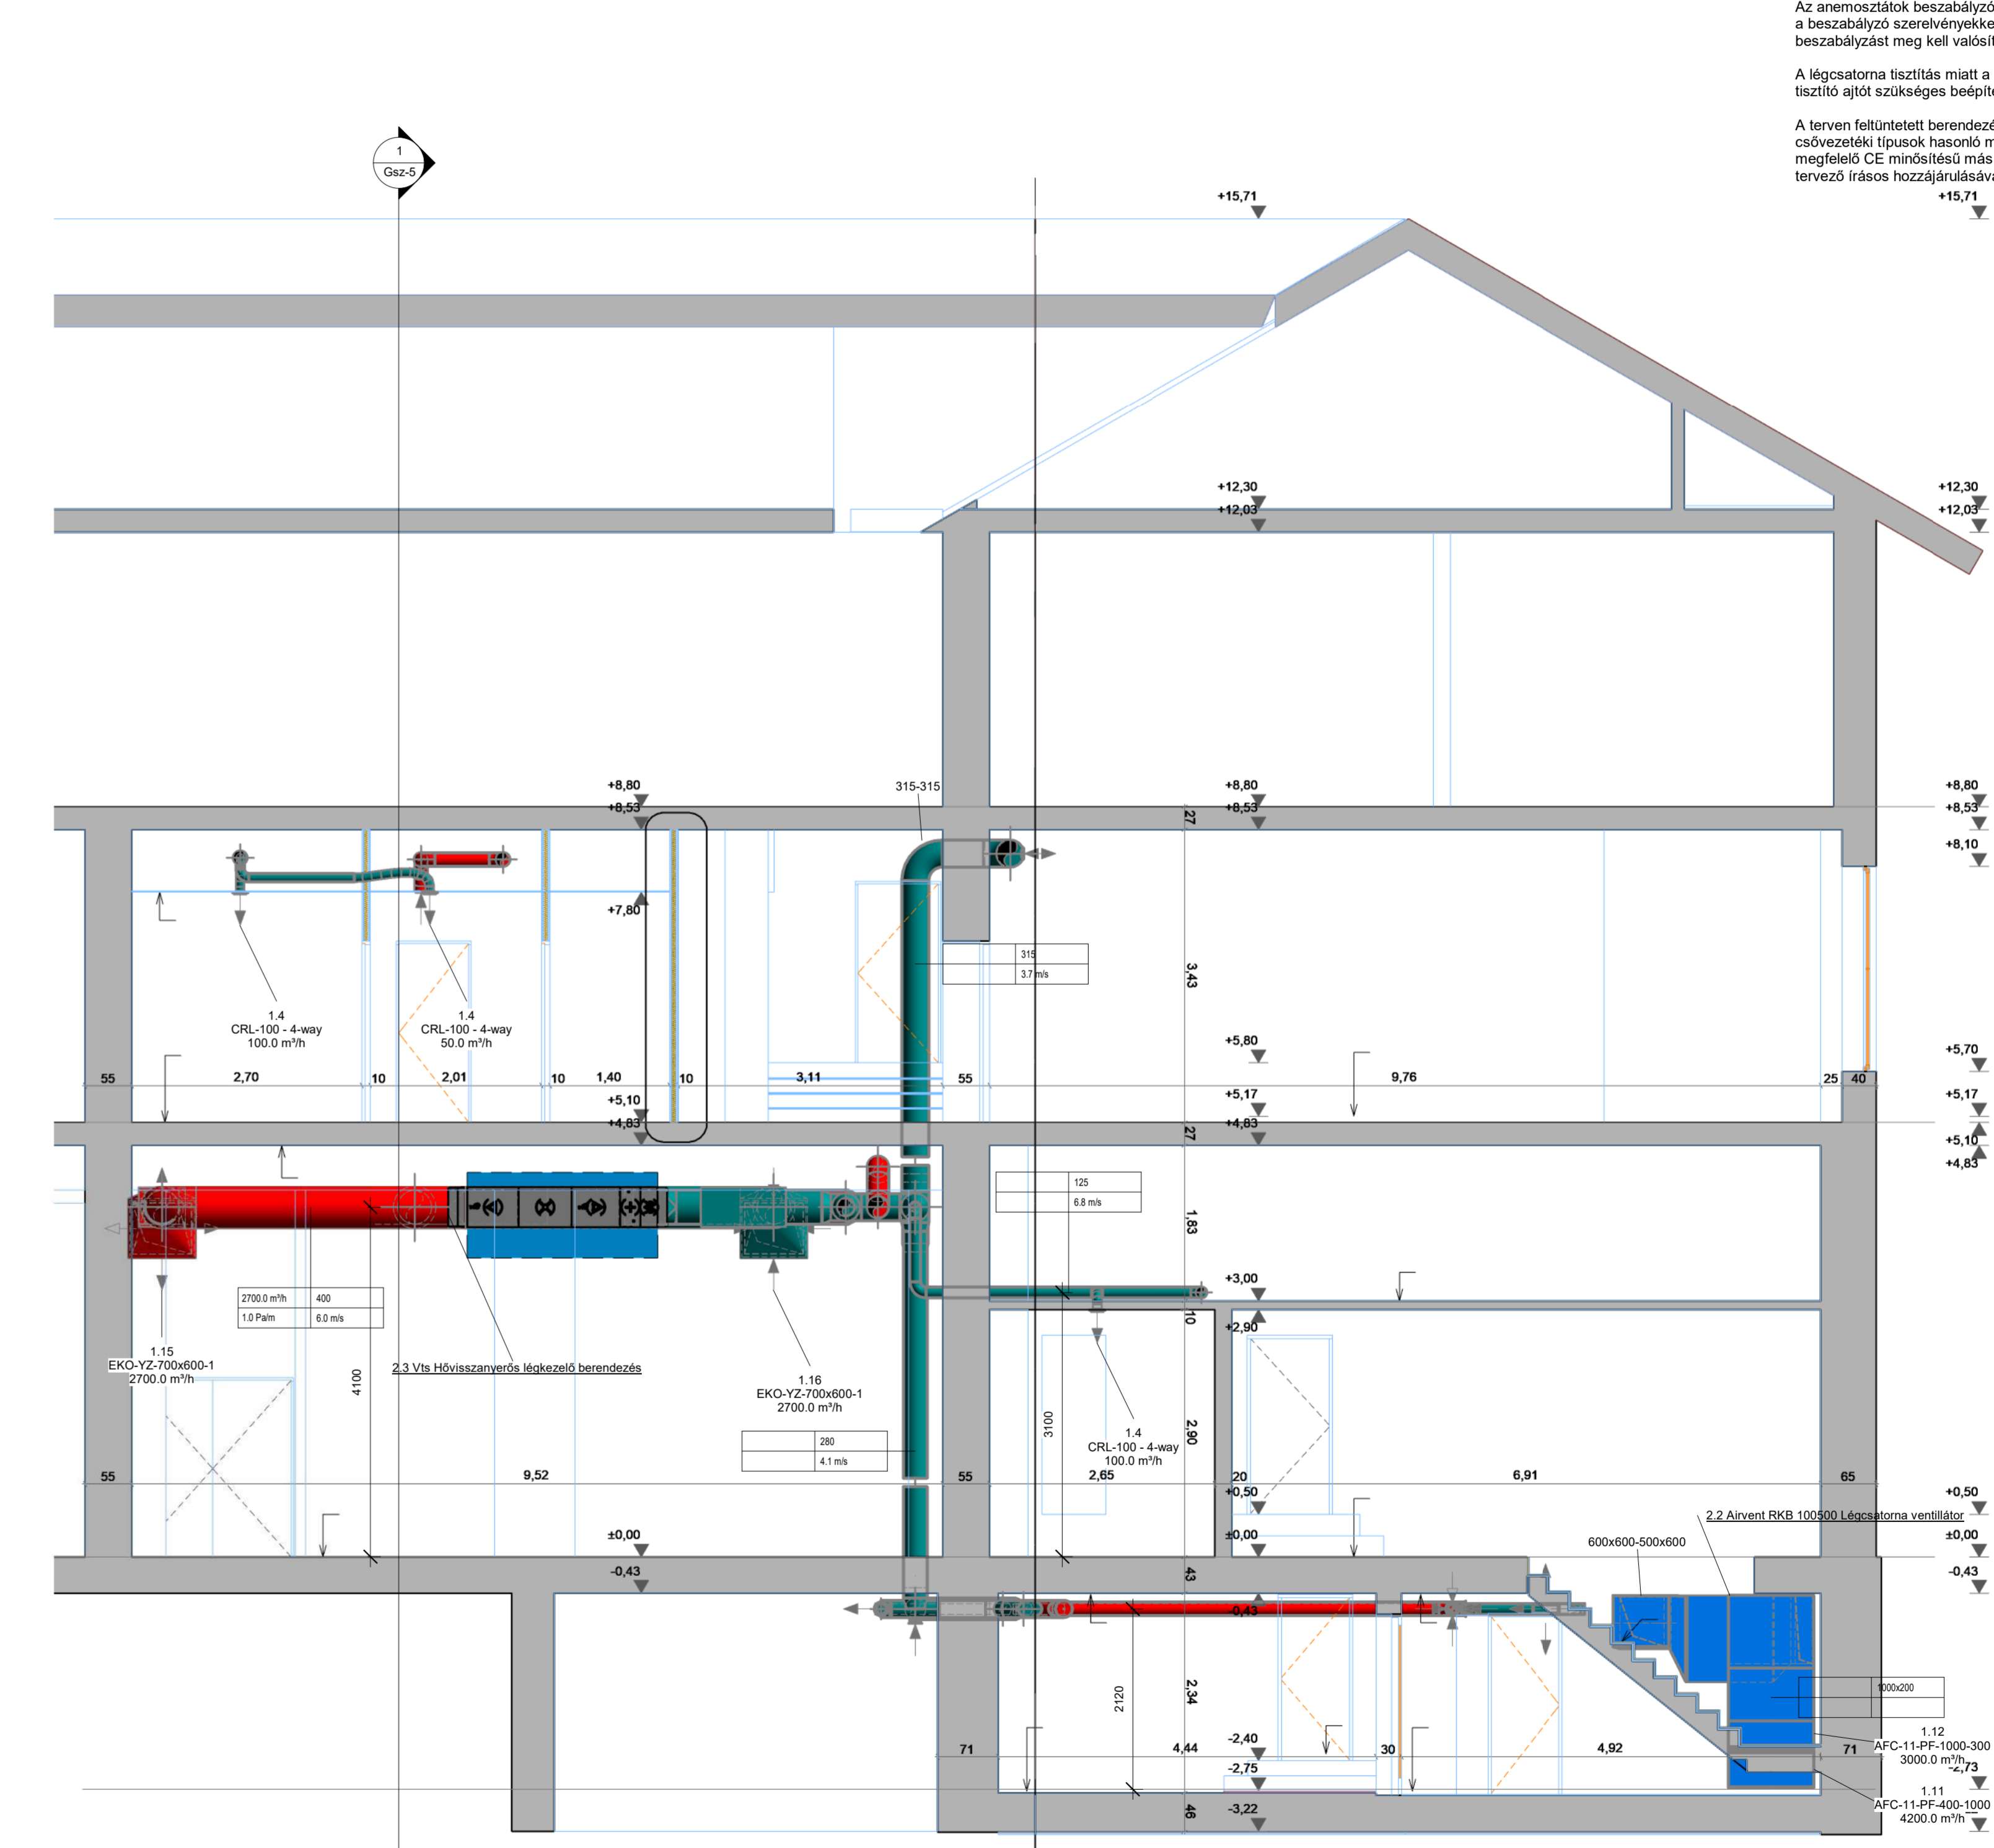 Az anemosztátok beszabályzó
a beszabályzó szerelvényekke
beszabályzást meg kell valósít
A légcsatorna tisztítás miatt a
tisztító ajtót szükséges beépíte
A terven feltüntetett berendezé
csővezetéki típusok hasonló m
megfelelő CE minősítésű más
tervező írásos hozzájárulásáva
1
Gsz-5
+15,71
+15,71
+12,30
+12,03
+12,30
+12,03
+8,80
+8,53
315-315
+8,80
+8,53
27
+8,80
+8,53
+8,10
+7,80
315
3.7 m/s
3,43
1.4
CRL-100 - 4-way
100.0 m³/h
1.4
CRL-100 - 4-way
50.0 m³/h
+5,80
+5,70
55
2,70
10
2,01
10
1,40
10
3,11
55
9,76
25
40
+5,10
+4,83
+5,17
+4,83
27
+5,17
+5,10
+4,83
125
6.8 m/s
1,83
+3,00
10
+2,90
2700.0 m³/h
400
1.0 Pa/m
6.0 m/s
1.15
EKO-YZ-700x600-1
2700.0 m³/h
4100
2.3 Vts Hővisszanyerős légkezelő berendezés
1.16
EKO-YZ-700x600-1
2700.0 m³/h
280
4.1 m/s
3100
1.4
CRL-100 - 4-way
100.0 m³/h
2,90
55
9,52
55
2,65
20
6,91
65
+0,50
+0,50
2.2 Airvent RKB 100500 Légcsatorna ventillátor
600x600-500x600
±0,00
-0,43
±0,00
43
-0,43
±0,00
-0,43
2120
2,34
1000x200
71
4,44
30
4,92
71
-2,40
-2,75
-3,22
46
1.12
AFC-11-PF-1000-300
3000.0 m³/h
-2,73
1.11
AFC-11-PF-400-1000
4200.0 m³/h